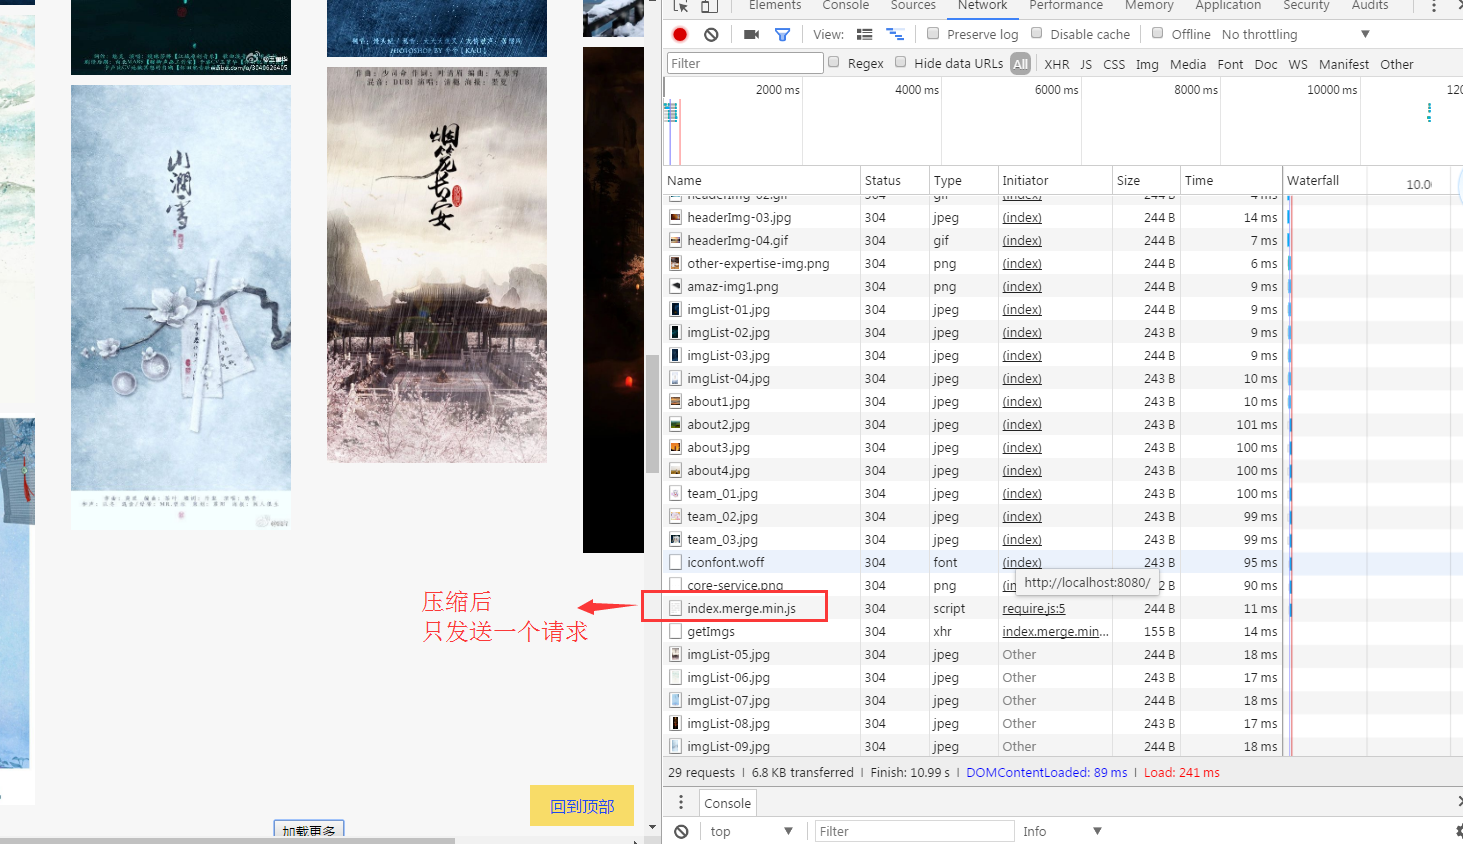 山涧雪
烟笼长安
压缩后
只发送一个请求
回到顶部
加载更多
Elements Console Sources Network Performance Memory Application Security Audits
View: Preserve log Disable cache Offline No throttling
Filter Regex Hide data URLs All XHR JS CSS Img Media Font Doc WS Manifest Other
2000 ms 4000 ms 6000 ms 8000 ms 10000 ms
Name Status Type Initiator Size Time Waterfall
headerImg-02.gif 304 gif (index) 244 B 4 ms
headerImg-03.jpg 304 jpeg (index) 244 B 14 ms
headerImg-04.gif 304 gif (index) 244 B 7 ms
other-expertise-img.png 304 png (index) 244 B 6 ms
amaz-img1.png 304 png (index) 244 B 9 ms
imgList-01.jpg 304 jpeg (index) 244 B 9 ms
imgList-02.jpg 304 jpeg (index) 243 B 9 ms
imgList-03.jpg 304 jpeg (index) 244 B 9 ms
imgList-04.jpg 304 jpeg (index) 243 B 10 ms
about1.jpg 304 jpeg (index) 243 B 10 ms
about2.jpg 304 jpeg (index) 243 B 101 ms
about3.jpg 304 jpeg (index) 243 B 100 ms
about4.jpg 304 jpeg (index) 243 B 100 ms
team_01.jpg 304 jpeg (index) 243 B 100 ms
team_02.jpg 304 jpeg (index) 243 B 99 ms
team_03.jpg 304 jpeg (index) 243 B 99 ms
iconfont.woff 304 font (index) 243 B 95 ms
http://localhost:8080/
core-service.png 304 png 90 ms
index.merge.min.js 304 script require.js:5 244 B 11 ms
getImgs 304 xhr index.merge.min... 155 B 14 ms
imgList-05.jpg 304 jpeg Other 244 B 18 ms
imgList-06.jpg 304 jpeg Other 243 B 17 ms
imgList-07.jpg 304 jpeg Other 244 B 18 ms
imgList-08.jpg 304 jpeg Other 243 B 17 ms
imgList-09.jpg 304 jpeg Other 244 B 18 ms
29 requests | 6.8 KB transferred | Finish: 10.99 s | DOMContentLoaded: 89 ms | Load: 241 ms
Console
top Filter Info